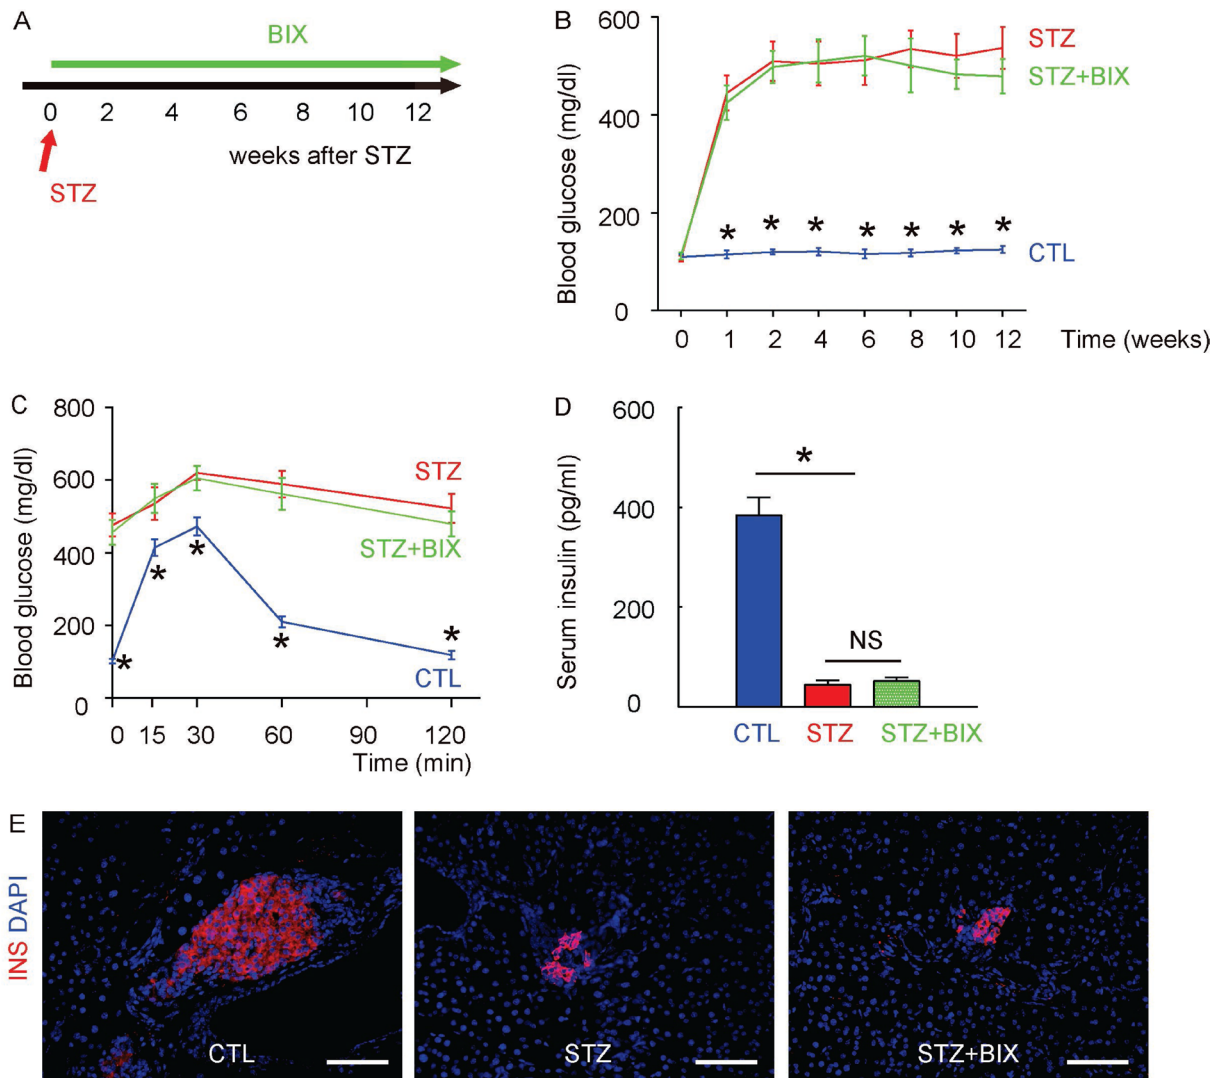 A
BIX
0 2 4 6 8 10 12
weeks after STZ
STZ
B
Blood glucose (mg/dl)
600
400
200
0
STZ
STZ+BIX
* * * * * * *
CTL
0 1 2 4 6 8 10 12
Time (weeks)
C
Blood glucose (mg/dl)
800
600
400
200
0
STZ
STZ+BIX
* * * * *
CTL
0 15 30 60 90 120
Time (min)
D
Serum insulin (pg/ml)
600
400
200
0
*
NS
CTL STZ STZ+BIX
E
INS DAPI
CTL
STZ
STZ+BIX